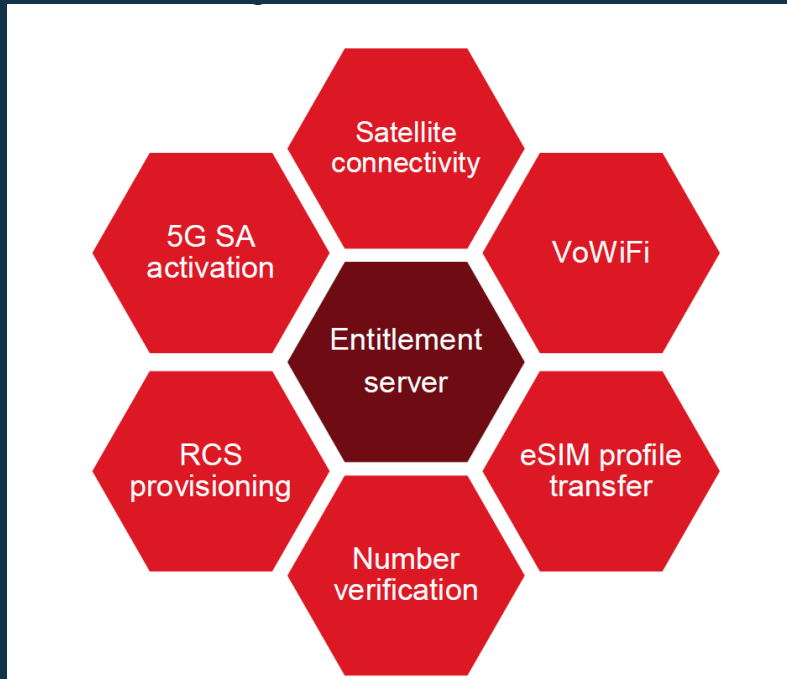 Satellite
connectivity
5G SA
activation
VoWiFi
Entitlement
server
RCS
provisioning
eSIM profile
transfer
Number
verification